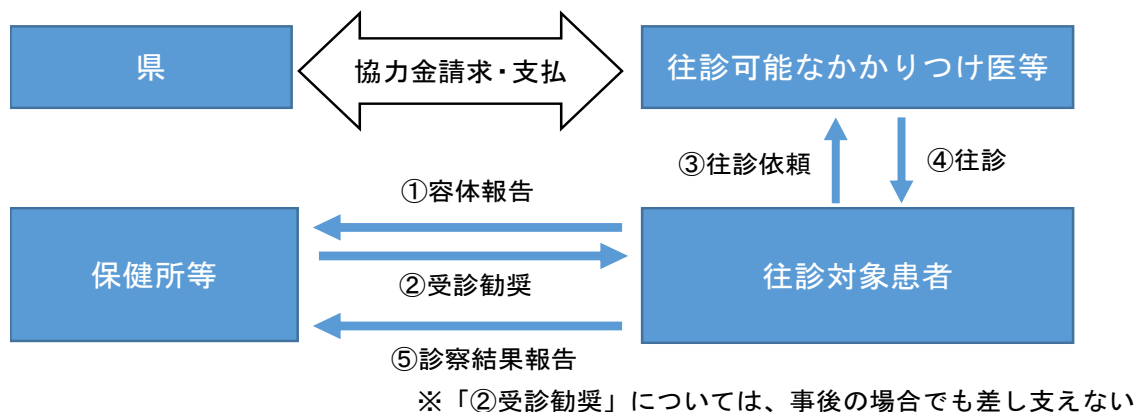 県
協力金請求・支払
往診可能なかかりつけ医等
③往診依頼
④往診
①容体報告
保健所等
②受診勧奨
往診対象患者
⑤診察結果報告
※「②受診勧奨」については、事後の場合でも差し支えない